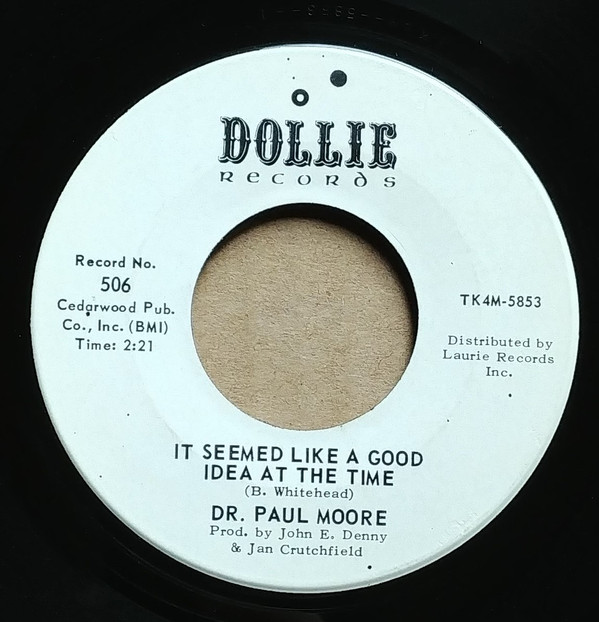 DOLLIE
RECORDS
Record No.
506
Cedarwood Pub.
Co., Inc. (BMI)
Time: 2:21
TK4M-5853
Distributed by
Laurie Records
Inc.
IT SEEMED LIKE A GOOD
IDEA AT THE TIME
(B. Whitehead)
DR. PAUL MOORE
Prod. by John E. Denny
& Jan Crutchfield